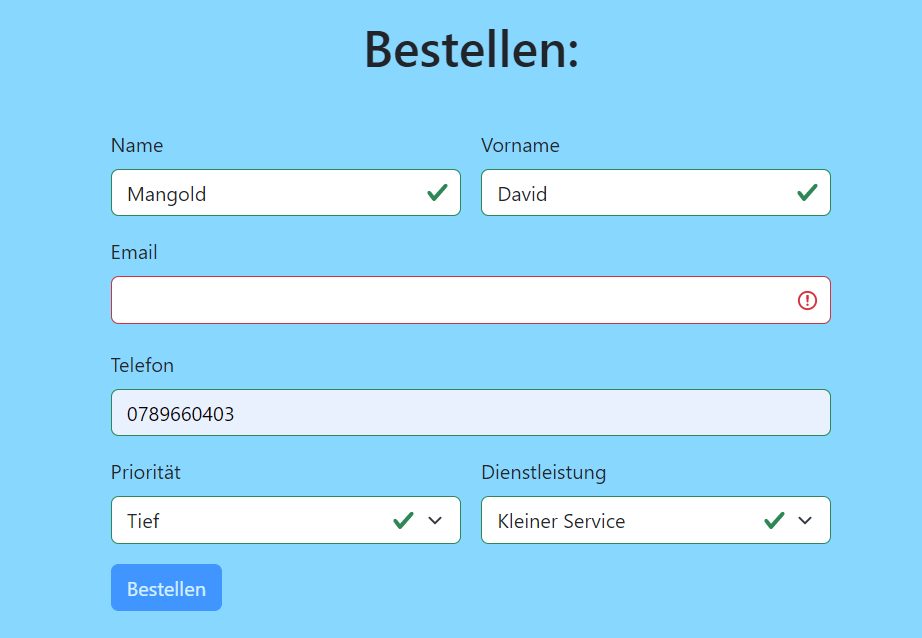 Bestellen:
Name Vorname
Mangold David
Email
Telefon
0789660403
Priorität Dienstleistung
Tief Kleiner Service
Bestellen